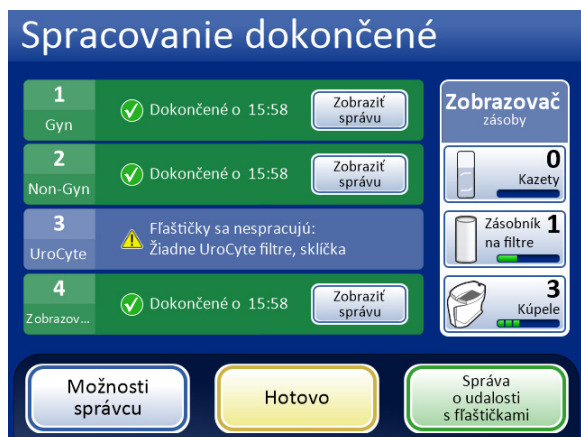 Spracovanie dokončené
1
Gyn
Dokončené o 15:58
Zobraziť
správu
2
Non-Gyn
Dokončené o 15:58
Zobraziť
správu
3
UroCyte
Fľaštičky sa nespracujú:
Žiadne UroCyte filtre, sklíčka
4
Zobrazov...
Dokončené o 15:58
Zobraziť
správu
Zobrazovač
zásoby
0
Kazety
Zásobník 1
na filtre
3
Kúpele
Možnosti
správcu
Hotovo
Správa
o udalosti
s fľaštičkami